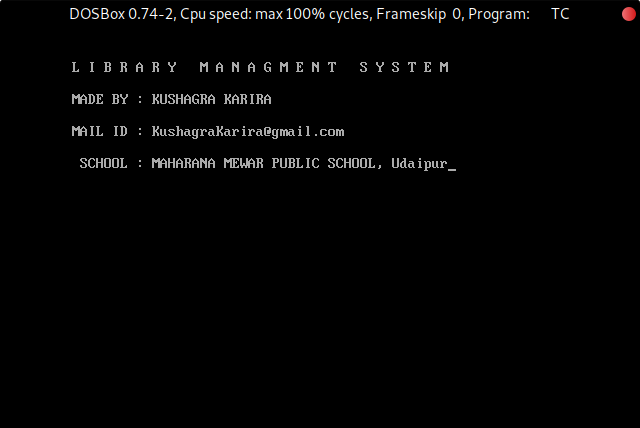 DOSBox 0.74-2, Cpu speed: max 100% cycles, Frameskip 0, Program: TC
L I B R A R Y M A N A G M E N T S Y S T E M
MADE BY : KUSHAGRA KARIRA
MAIL ID : KushagraKarira@gmail.com
SCHOOL : MAHARANA MEWAR PUBLIC SCHOOL, Udaipur_